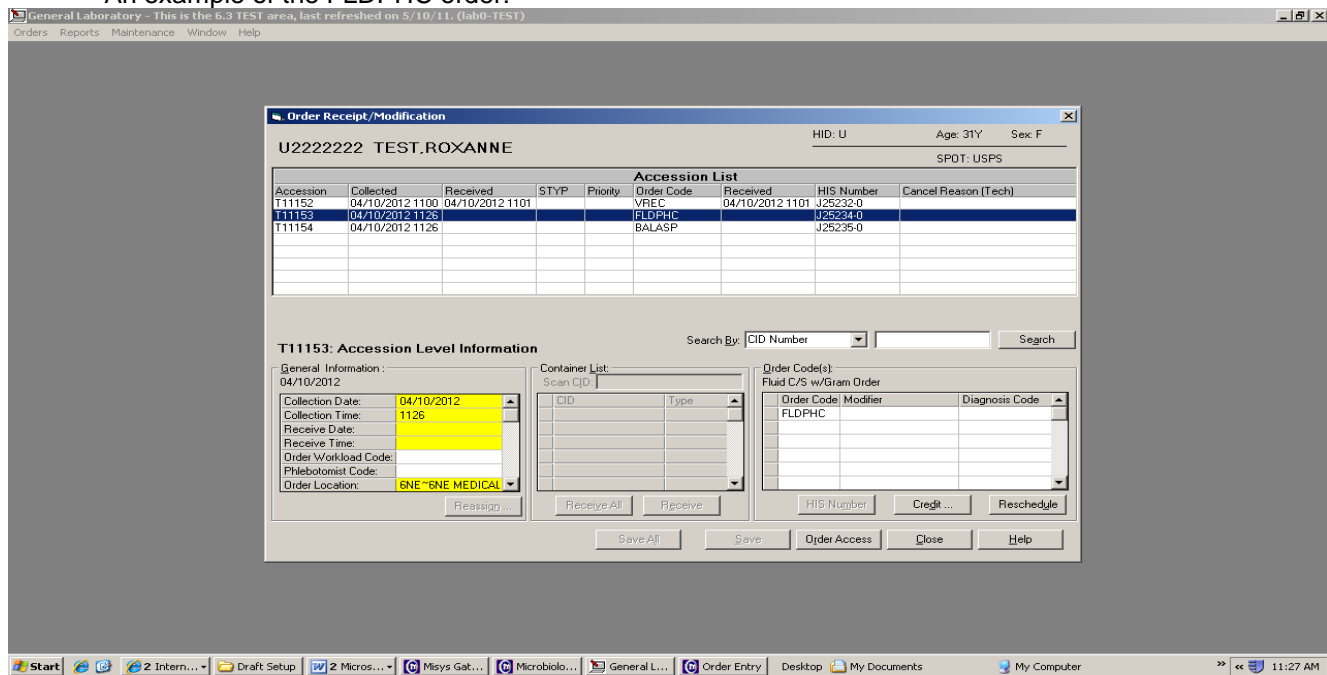 An example of the FLDPHC order:
General Laboratory - This is the 6.3 TEST area, last refreshed on 5/10/11. (lab0-TEST)
Orders Reports Maintenance Window Help
Order Receipt/Modification
HID: U Age: 31Y Sex: F
U2222222 TEST,ROXANNE
SPOT: USPS
Accession List
Accession Collected Received STYP Priority Order Code Received HIS Number Cancel Reason (Tech)
T11152 04/10/2012 1100 04/10/2012 1101 VREC 04/10/2012 1101 J25232-0
T11153 04/10/2012 1126 FLDPHC J25234-0
T11154 04/10/2012 1126 BALASP J25235-0
Search By: CID Number Search
T11153: Accession Level Information
General Information : Container List: Order Code(s):
04/10/2012 Scan CID: Fluid C/S w/Gram Order
Collection Date: 04/10/2012 CID Type Order Code Modifier Diagnosis Code
Collection Time: 1126 FLDPHC
Receive Date:
Receive Time:
Order Workload Code:
Phlebotomist Code:
Order Location: 6NE~6NE MEDICAL
Reassign ... Receive All Receive HIS Number Credit ... Reschedule
Save All Save Order Access Close Help
Start 2 Intern... Draft Setup 2 Micros... Misys Gat... Microbiolo... General L... Order Entry Desktop My Documents My Computer » « 11:27 AM